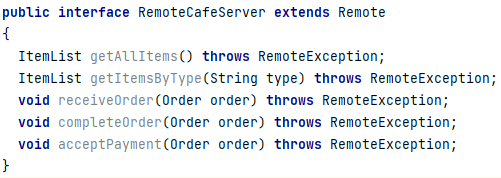 public interface RemoteCafeServer extends Remote
{
  ItemList getAllItems() throws RemoteException;
  ItemList getItemsByType(String type) throws RemoteException;
  void receiveOrder(Order order) throws RemoteException;
  void completeOrder(Order order) throws RemoteException;
  void acceptPayment(Order order) throws RemoteException;
}